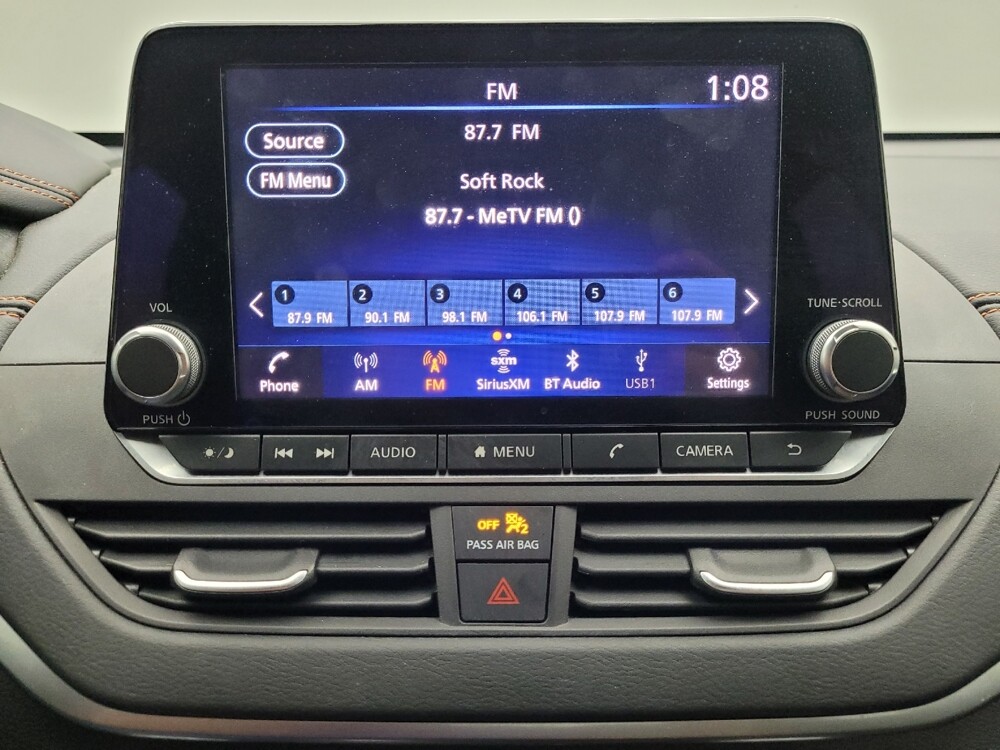 FM
1:08
Source
87.7 FM
FM Menu
Soft Rock
87.7 - MeTV FM ()
1
2
3
4
5
6
87.9 FM
90.1 FM
98.1 FM
106.1 FM
107.9 FM
107.9 FM
VOL
TUNE·SCROLL
sxm
Phone
AM
FM
SiriusXM
BT Audio
USB1
Settings
PUSH
PUSH SOUND
AUDIO
MENU
CAMERA
OFF
2
PASS AIR BAG